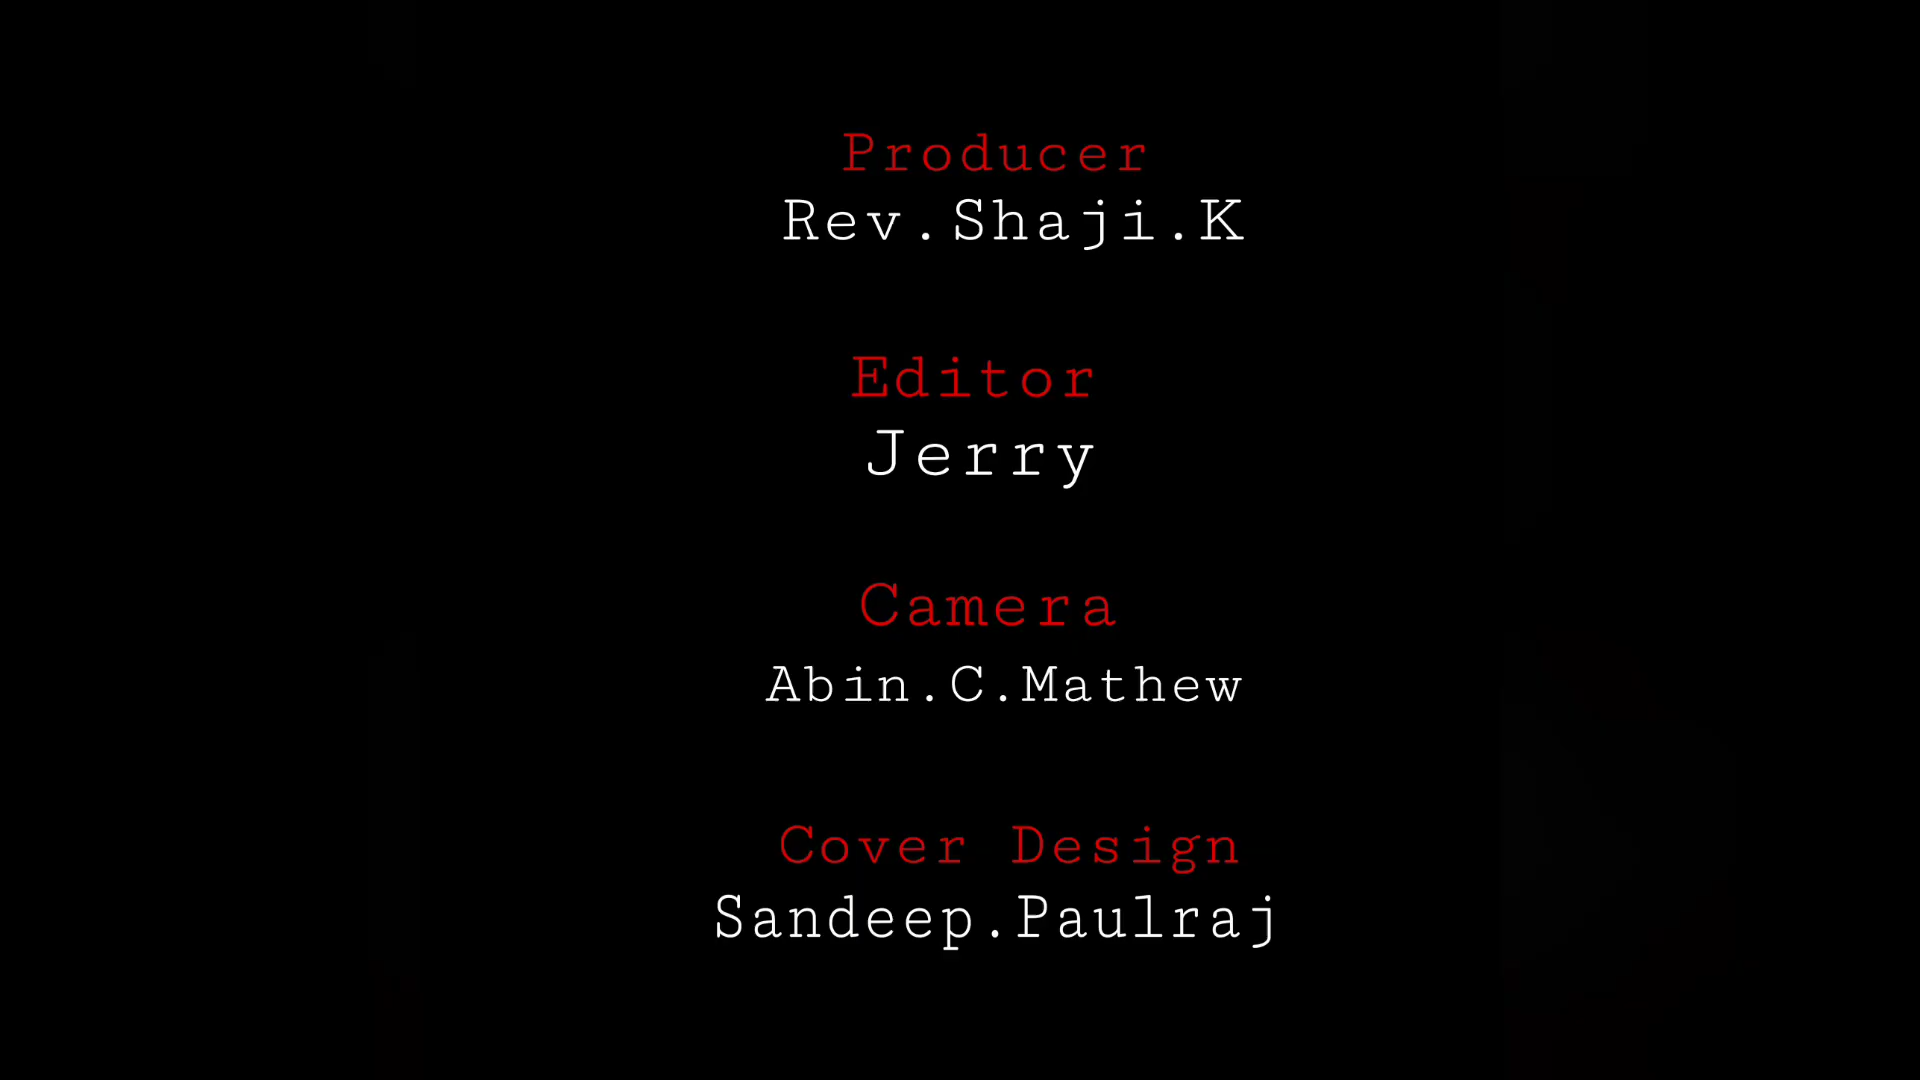 Producer
Rev.Shaji.K
Editor
Jerry
Camera
Abin.C.Mathew
Cover Design
Sandeep.Paulraj